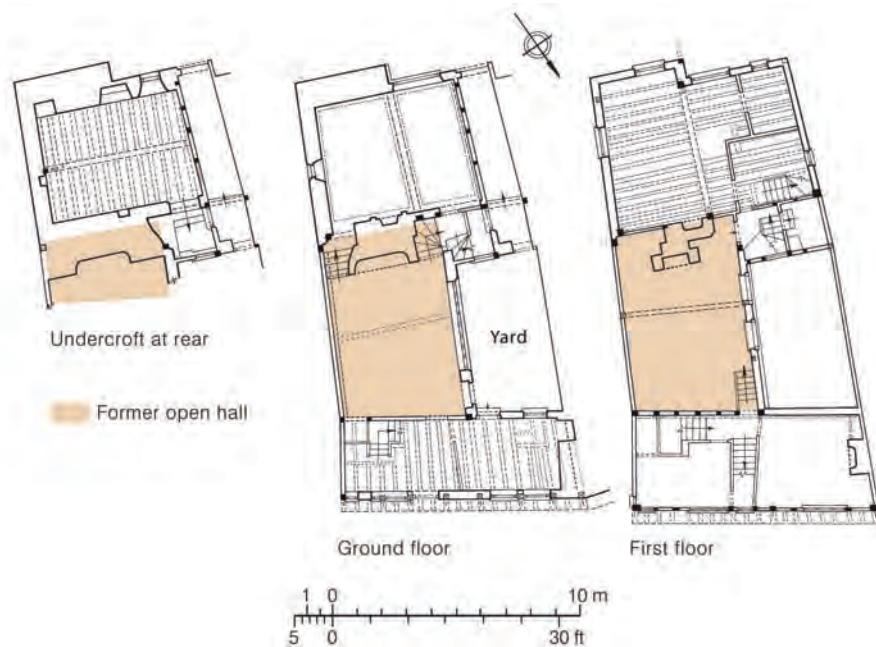 Yard
Undercroft at rear
Former open hall
Ground floor
First floor
1 0 10 m
5 0 30 ft